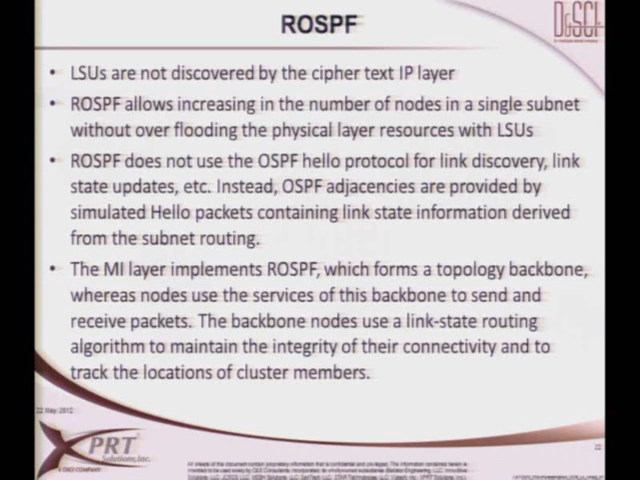 ROSPF
• LSUs are not discovered by the cipher text IP layer
• ROSPF allows increasing in the number of nodes in a single subnet
without over flooding the physical layer resources with LSUs
• ROSPF does not use the OSPF hello protocol for link discovery, link
state updates, etc. Instead, OSPF adjacencies are provided by
simulated Hello packets containing link state information derived
from the subnet routing.
• The MI layer implements ROSPF, which forms a topology backbone,
whereas nodes use the services of this backbone to send and
receive packets. The backbone nodes use a link-state routing
algorithm to maintain the integrity of their connectivity and to
track the locations of cluster members.
22 May 2012
XPRT
Solutions, Inc.